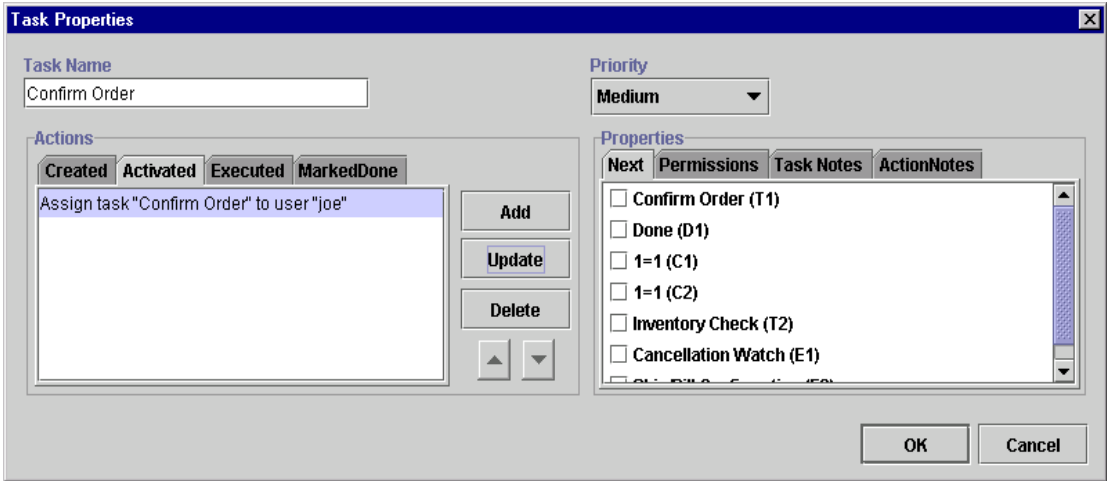 Task Properties
Task Name
Priority
Confirm Order
Medium
Actions
Created Activated Executed MarkedDone
Assign task "Confirm Order" to user "joe"
Add
Update
Delete
Properties
Next Permissions Task Notes ActionNotes
Confirm Order (T1)
Done (D1)
1=1 (C1)
1=1 (C2)
Inventory Check (T2)
Cancellation Watch (E1)
OK
Cancel